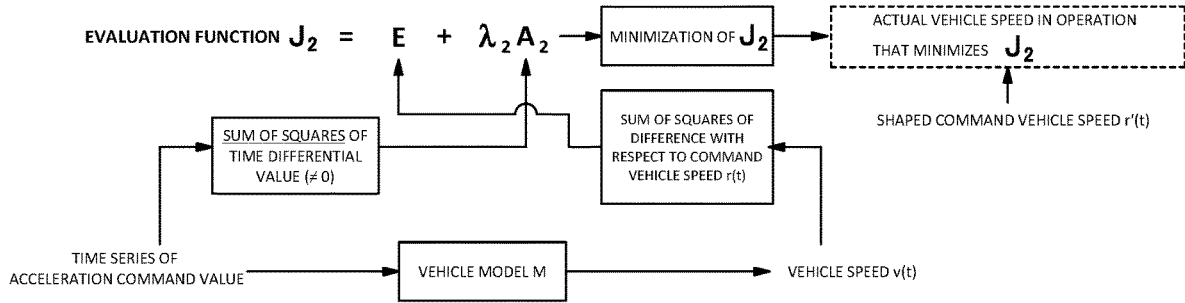 EVALUATION FUNCTION J₂ = E + λ₂A₂
MINIMIZATION OF J₂
ACTUAL VEHICLE SPEED IN OPERATION
THAT MINIMIZES J₂
SHAPED COMMAND VEHICLE SPEED r'(t)
SUM OF SQUARES OF
TIME DIFFERENTIAL
VALUE (≠ 0)
SUM OF SQUARES OF
DIFFERENCE WITH
RESPECT TO COMMAND
VEHICLE SPEED r(t)
TIME SERIES OF
ACCELERATION COMMAND VALUE
VEHICLE MODEL M
VEHICLE SPEED v(t)